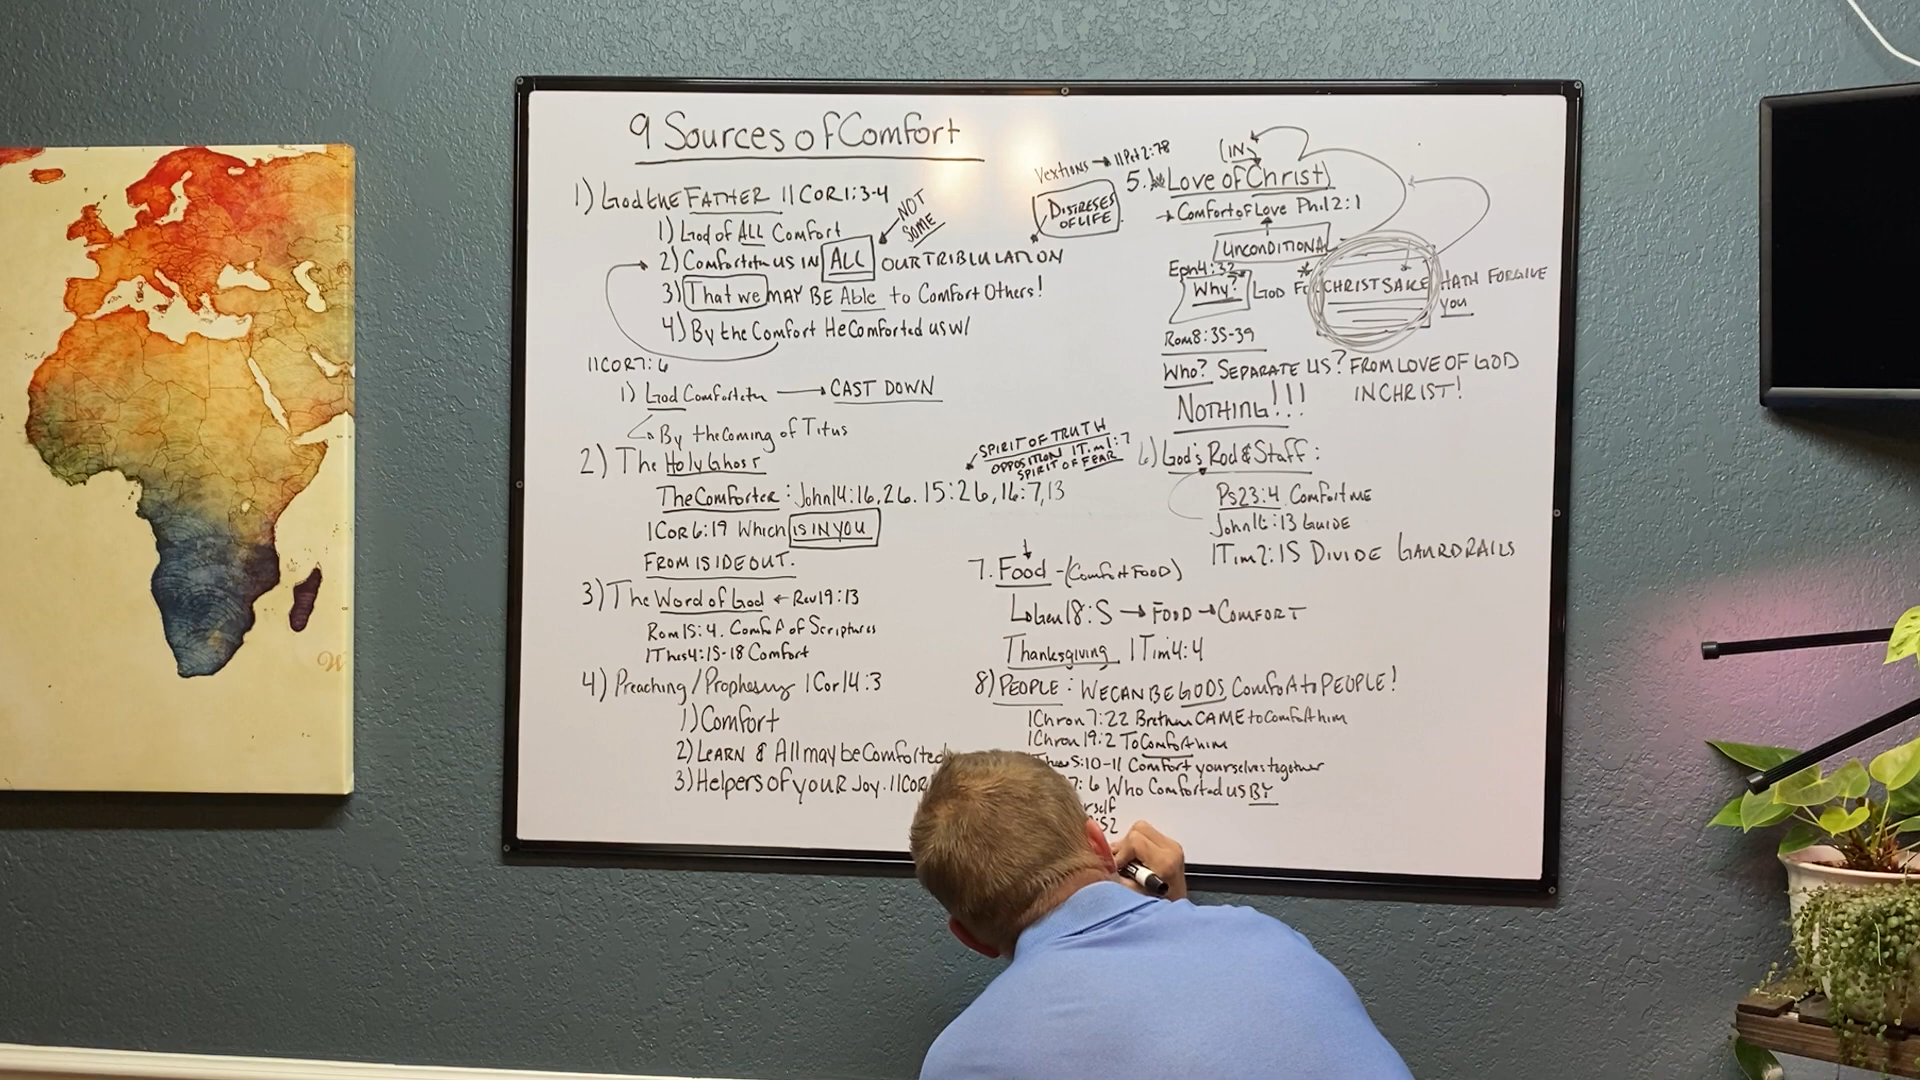 9 Sources of Comfort
1) God the FATHER II COR 1:3-4
1) God of ALL Comfort
NOT SOME
2) Comforteth us IN ALL OUR TRIBLULATION
3) That we MAY BE Able to Comfort Others!
4) By the Comfort He Comforted us w/
II COR 7:6
1) God Comforteth → CAST DOWN
By the Coming of Titus
2) The Holy Ghost
SPIRIT OF TRUTH
OPPOSITION 1 Tim 1:7
SPIRIT OF FEAR
The Comforter: John 14:16, 26. 15:26, 16:7,13
1 Cor 6:19 Which IS IN YOU
FROM ISIDE OUT.
3) The Word of God ← Rev 19:13
Rom 15:4. Comfort of Scriptures
1 Thes 4:15-18 Comfort
4) Preaching/Prophesying 1 Cor 14:3
1) Comfort
2) LEARN & All may be Comforted
3) Helpers of youR Joy. II COR
Vextions → II Pet 2:78
DISTRESES OF LIFE
(IN)
5. Love of Christ
→ Comfort of Love Phil 2:1
UNCONDITIONAL
Eph 4:32
Why? GOD FOR CHRIST SAKE HATH FORGIVE
you
Rom 8:35-39
Who? SEPARATE US? FROM LOVE OF GOD
IN CHRIST!
NOTHING!!!
6) God's Rod & Staff:
Ps 23:4 Comfort ME
John 16:13 GUIDE
1 Tim 2:15 DIVIDE GAURDRAILS
7. Food - (Comfort FOOD)
Gen 18:5 → FOOD → COMFORT
Thanksgiving 1 Tim 4:4
8) PEOPLE: WE CAN BE GODS Comfort to PEOPLE!
1 Chron 7:22 Brethren CAME to Comfort him
1 Chron 19:2 To Comfort him
Thes 5:10-11 Comfort yourselves together
7:6 Who Comforted us BY